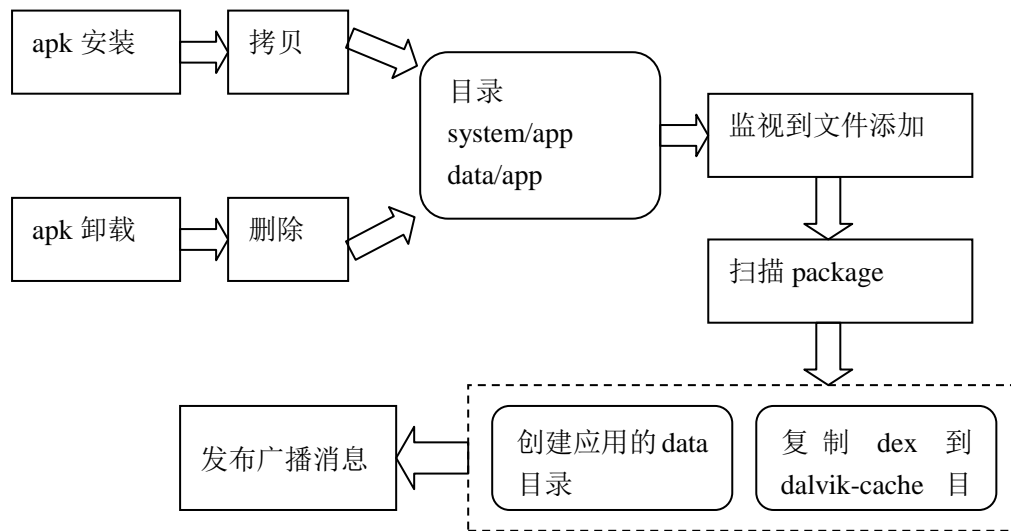 apk 安装
拷贝
目录
system/app
data/app
监视到文件添加
apk 卸载
删除
扫描 package
发布广播消息
创建应用的 data
目录
复 制 dex 到
dalvik-cache 目